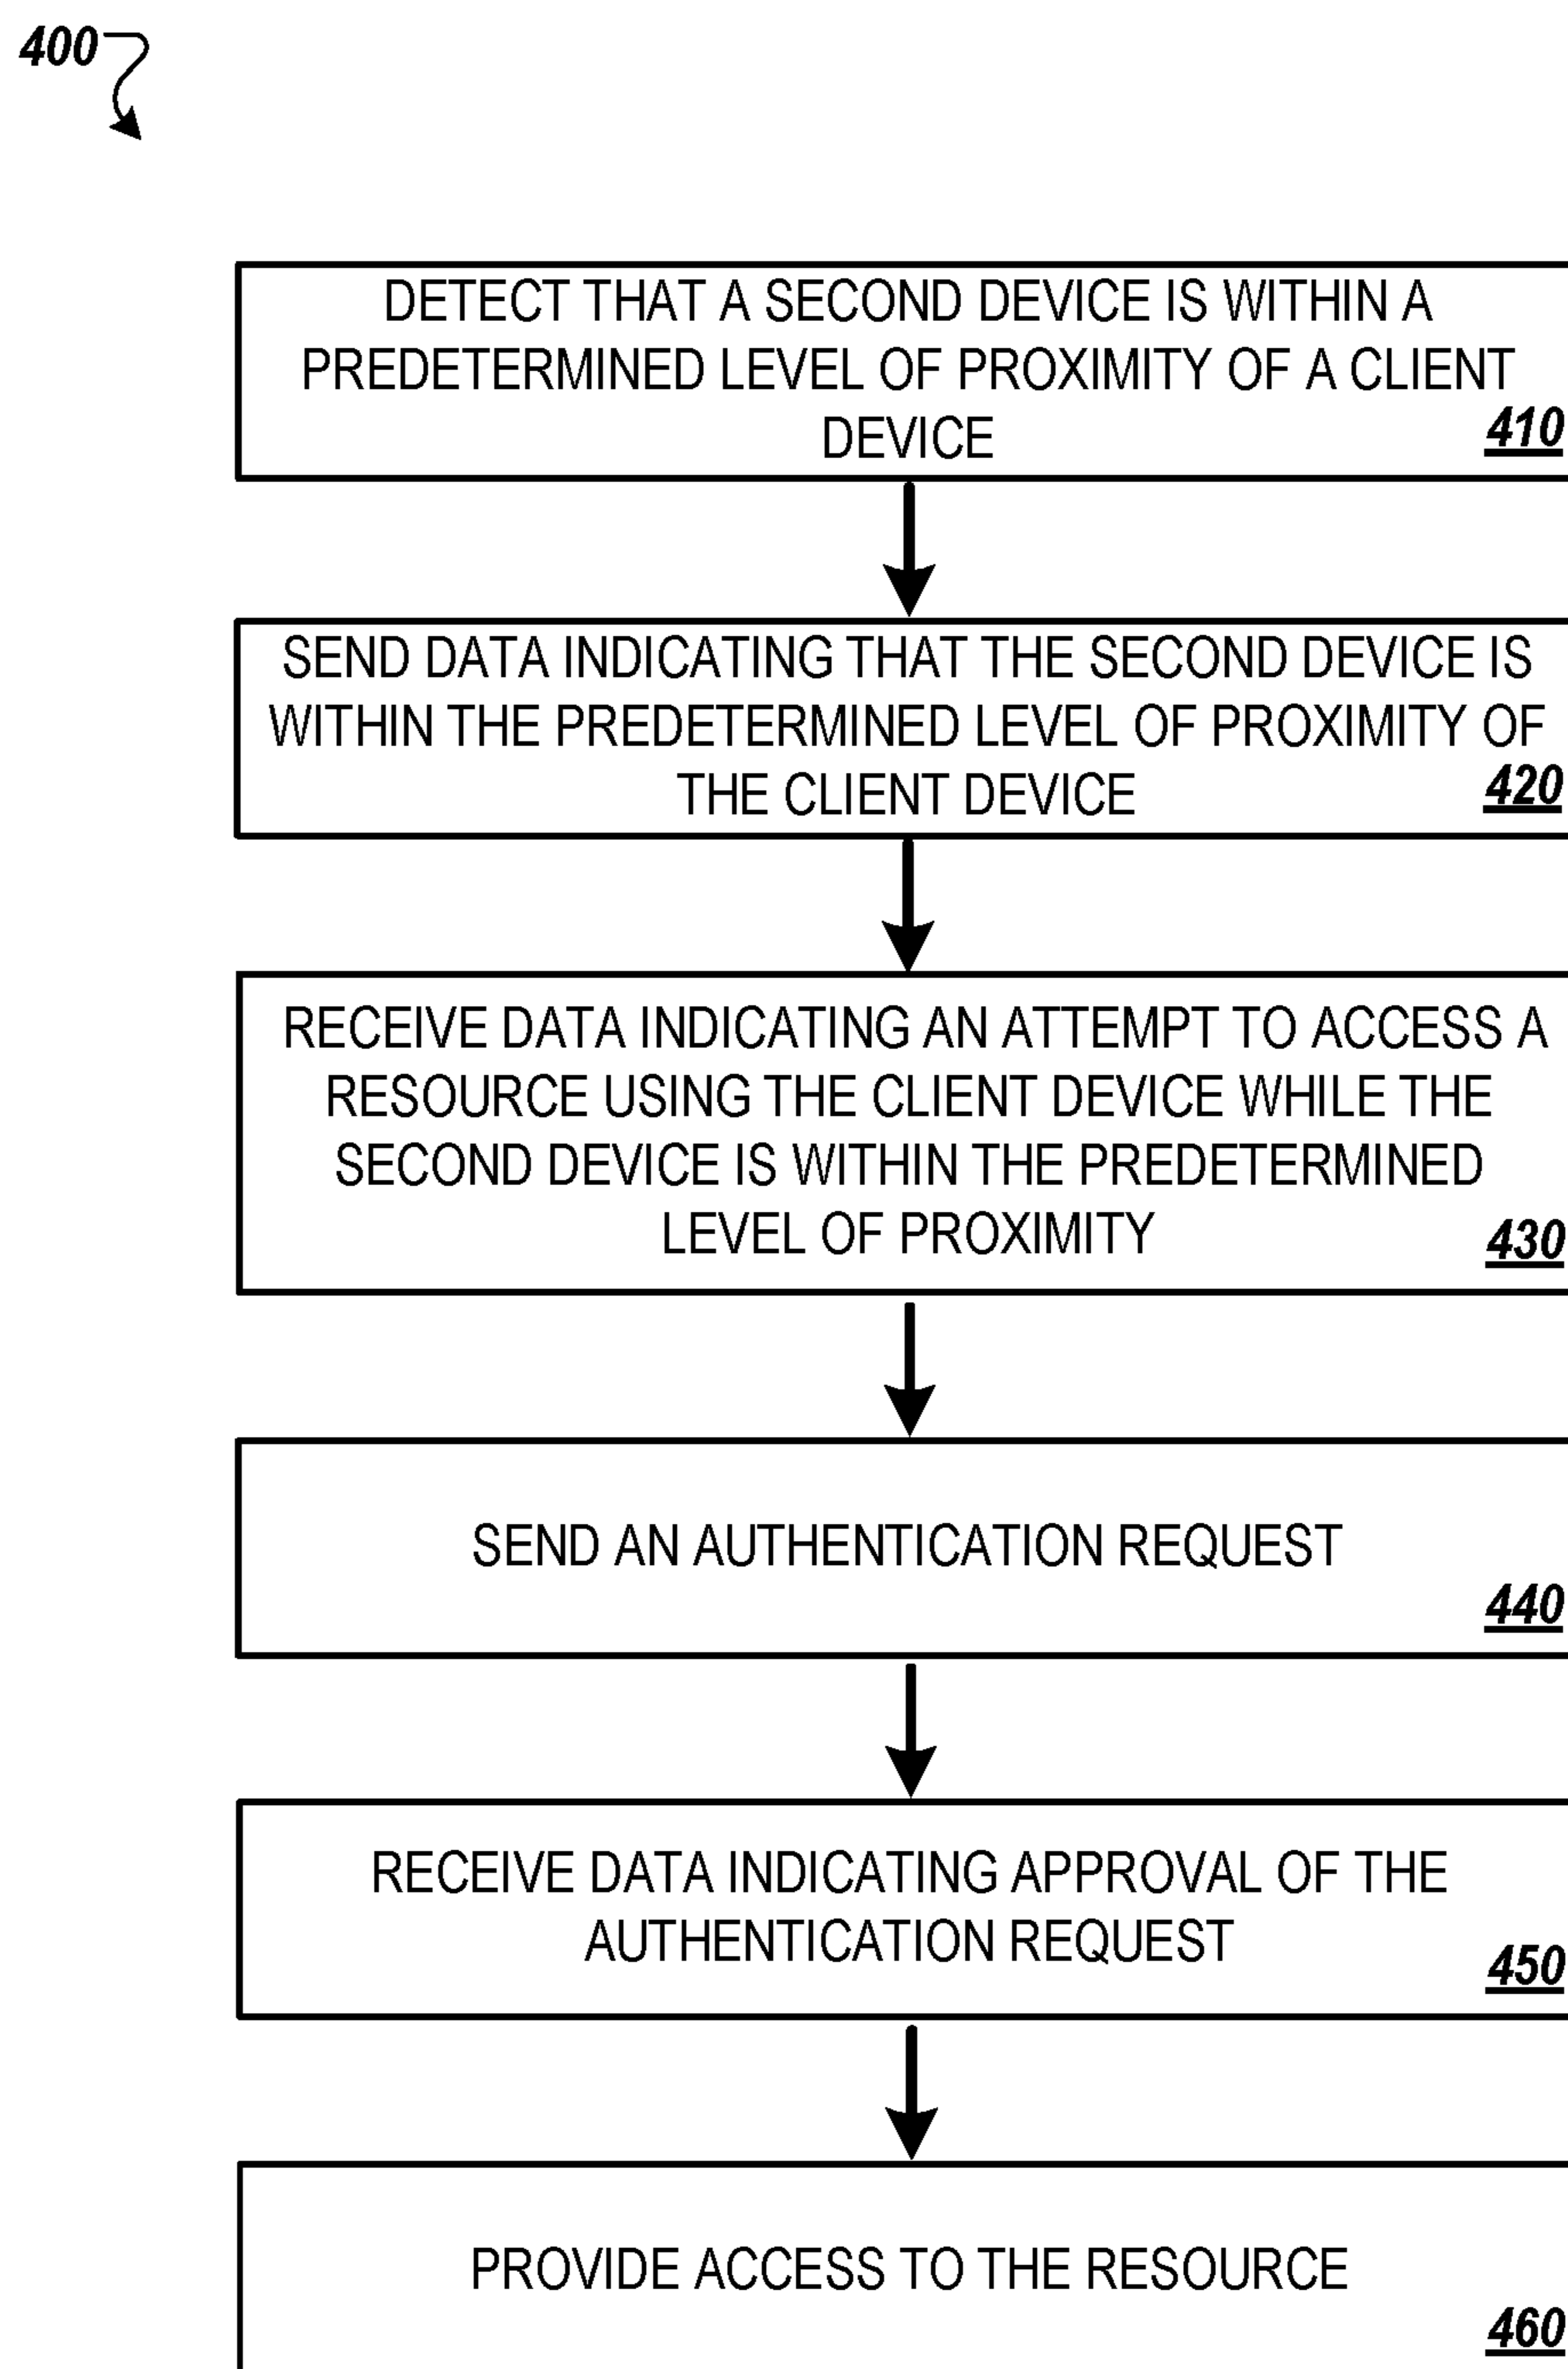 400
DETECT THAT A SECOND DEVICE IS WITHIN A
PREDETERMINED LEVEL OF PROXIMITY OF A CLIENT
DEVICE
410
SEND DATA INDICATING THAT THE SECOND DEVICE IS
WITHIN THE PREDETERMINED LEVEL OF PROXIMITY OF
THE CLIENT DEVICE
420
RECEIVE DATA INDICATING AN ATTEMPT TO ACCESS A
RESOURCE USING THE CLIENT DEVICE WHILE THE
SECOND DEVICE IS WITHIN THE PREDETERMINED
LEVEL OF PROXIMITY
430
SEND AN AUTHENTICATION REQUEST
440
RECEIVE DATA INDICATING APPROVAL OF THE
AUTHENTICATION REQUEST
450
PROVIDE ACCESS TO THE RESOURCE
460